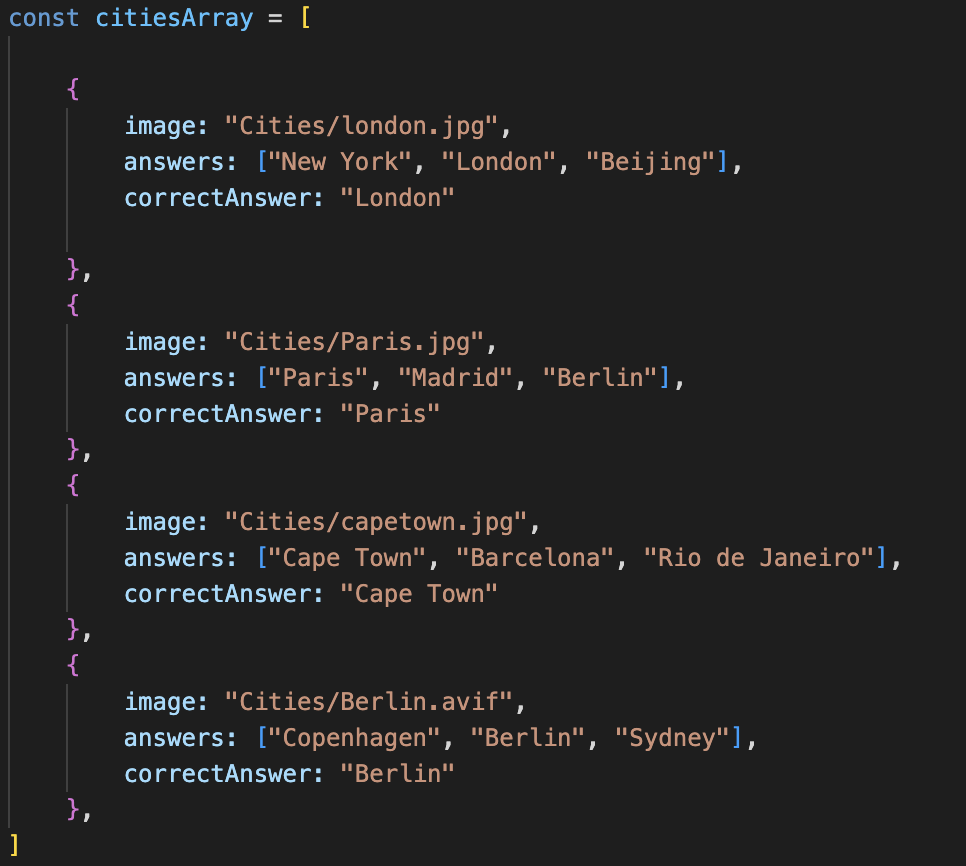 const citiesArray = [
{
image: "Cities/london.jpg",
answers: ["New York", "London", "Beijing"],
correctAnswer: "London"
},
{
image: "Cities/Paris.jpg",
answers: ["Paris", "Madrid", "Berlin"],
correctAnswer: "Paris"
},
{
image: "Cities/capetown.jpg",
answers: ["Cape Town", "Barcelona", "Rio de Janeiro"],
correctAnswer: "Cape Town"
},
{
image: "Cities/Berlin.avif",
answers: ["Copenhagen", "Berlin", "Sydney"],
correctAnswer: "Berlin"
},
]